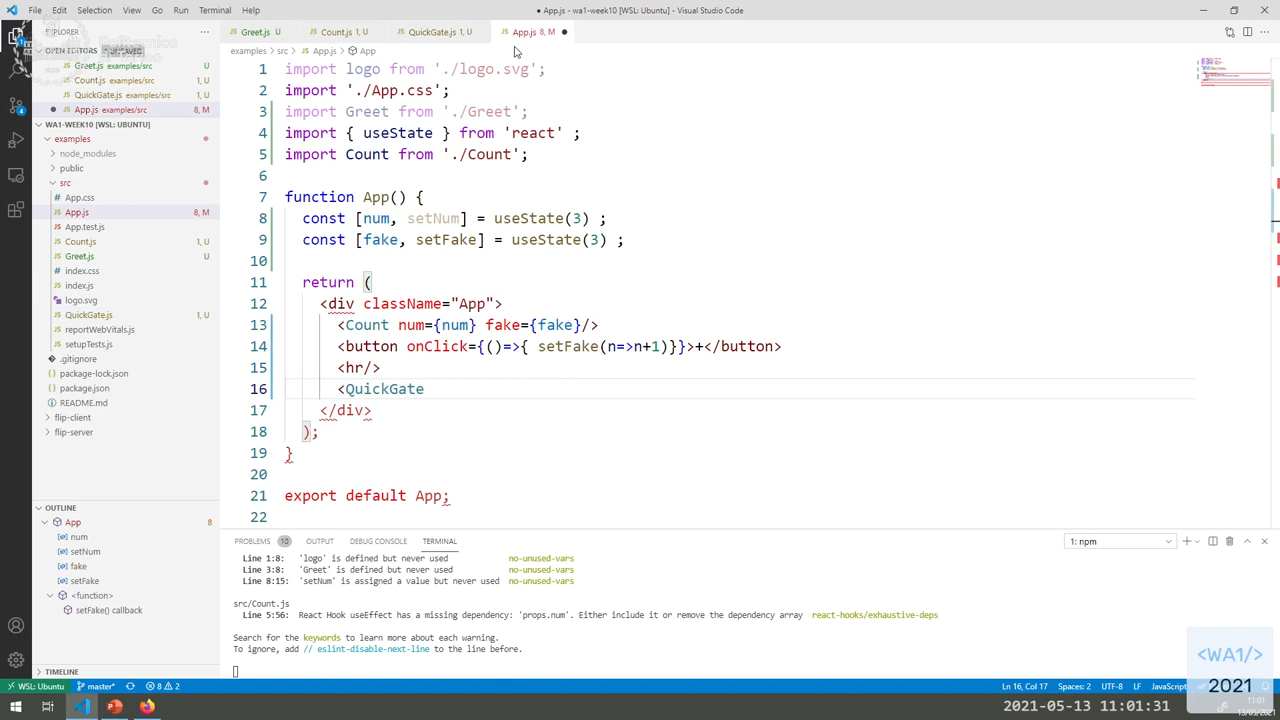 File Edit Selection View Go Run Terminal Help
● App.js - wa1-week10 [WSL: Ubuntu] - Visual Studio Code
EXPLORER
OPEN EDITORS
Greet.js examples/src
Count.js examples/src 1, U
QuickGate.js examples/src 1, U
● App.js examples/src 8, M
WA1-WEEK10 [WSL: UBUNTU]
examples
node_modules
public
src
App.css
App.js 8, M
App.test.js
Count.js 1, U
Greet.js U
index.css
index.js
logo.svg
QuickGate.js 1, U
reportWebVitals.js
setupTests.js
.gitignore
package-lock.json
package.json
README.md
flip-client
flip-server
OUTLINE
App 8
num
setNum
fake
setFake
<function>
setFake() callback
TIMELINE
Greet.js U Count.js 1, U QuickGate.js 1, U App.js 8, M ●
examples > src > App.js > App
1 import logo from './logo.svg';
2 import './App.css';
3 import Greet from './Greet';
4 import { useState } from 'react' ;
5 import Count from './Count';
6
7 function App() {
8 const [num, setNum] = useState(3) ;
9 const [fake, setFake] = useState(3) ;
10
11 return (
12 <div className="App">
13 <Count num={num} fake={fake}/>
14 <button onClick={()=>{ setFake(n=>n+1)}}>+</button>
15 <hr/>
16 <QuickGate
17 </div>
18 );
19 }
20
21 export default App;
22
PROBLEMS 10 OUTPUT DEBUG CONSOLE TERMINAL 1: npm
Line 1:8: 'logo' is defined but never used no-unused-vars
Line 3:8: 'Greet' is defined but never used no-unused-vars
Line 8:15: 'setNum' is assigned a value but never used no-unused-vars
src/Count.js
Line 5:56: React Hook useEffect has a missing dependency: 'props.num'. Either include it or remove the dependency array react-hooks/exhaustive-deps
Search for the keywords to learn more about each warning.
To ignore, add // eslint-disable-next-line to the line before.
<WA1/>
2021
WSL: Ubuntu master* 8 2 Ln 16, Col 17 Spaces: 2 UTF-8 LF JavaScript
2021-05-13 11:01:31
11:01
13/05/2021